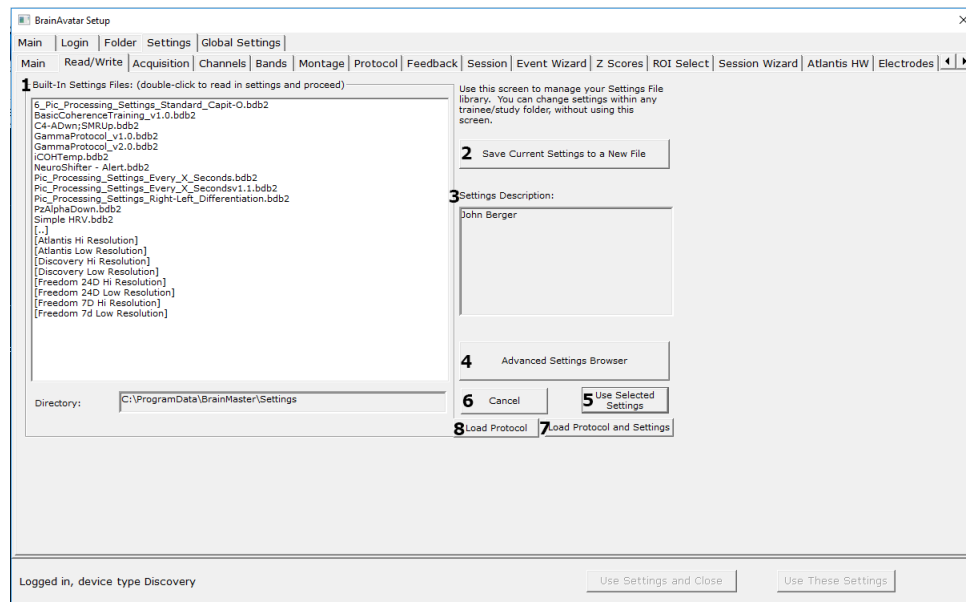 BrainAvatar Setup
Main Login Folder Settings Global Settings
Main Read/Write Acquisition Channels Bands Montage Protocol Feedback Session Event Wizard Z Scores ROI Select Session Wizard Atlantis HW Electrodes
1 Built-In Settings Files: (double-click to read in settings and proceed)
6_Pic_Processing_Settings_Standard_Capit-O.bdb2
BasicCoherenceTraining_v1.0.bdb2
C4-ADwn;SMRUp.bdb2
GammaProtocol_v1.0.bdb2
GammaProtocol_v2.0.bdb2
iCOHTemp.bdb2
NeuroShifter - Alert.bdb2
Pic_Processing_Settings_Every_X_Seconds.bdb2
Pic_Processing_Settings_Every_X_Secondsv1.1.bdb2
Pic_Processing_Settings_Right-Left_Differentiation.bdb2
PzAlphaDown.bdb2
Simple HRV.bdb2
[..]
[Atlantis Hi Resolution]
[Atlantis Low Resolution]
[Discovery Hi Resolution]
[Discovery Low Resolution]
[Freedom 24D Hi Resolution]
[Freedom 24D Low Resolution]
[Freedom 7D Hi Resolution]
[Freedom 7d Low Resolution]
Directory: C:\ProgramData\BrainMaster\Settings
Use this screen to manage your Settings File
library. You can change settings within any
trainee/study folder, without using this
screen.
2 Save Current Settings to a New File
3 Settings Description:
John Berger
4 Advanced Settings Browser
6 Cancel
5 Use Selected
Settings
8 Load Protocol
7 Load Protocol and Settings
Logged in, device type Discovery
Use Settings and Close
Use These Settings